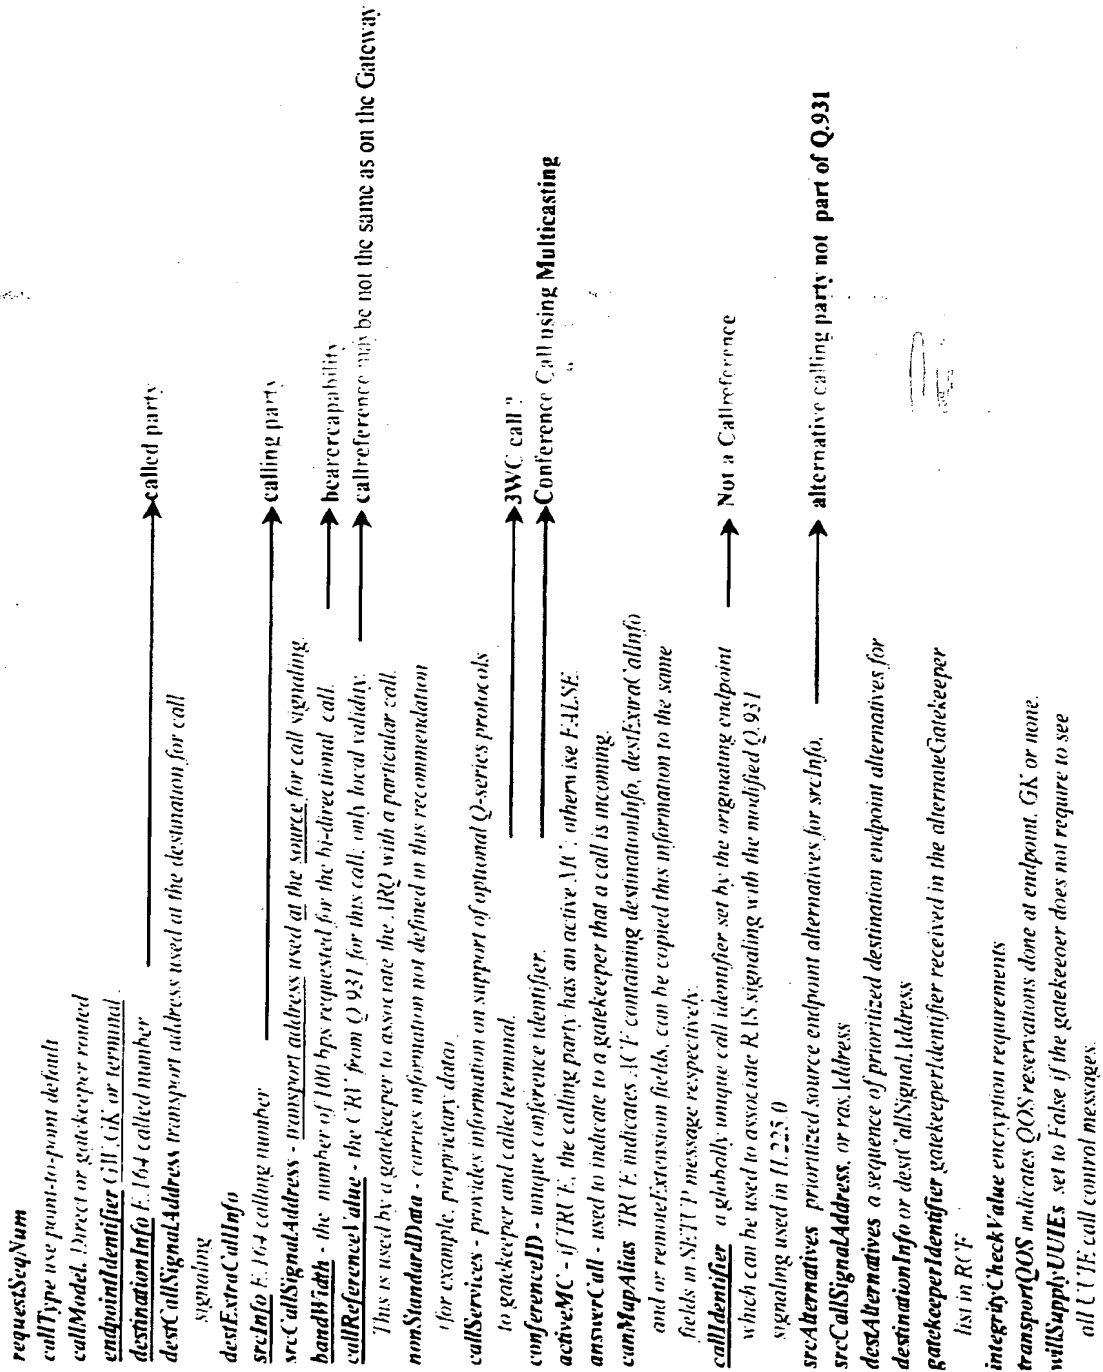 requestSeqNum
callType use point-to-point default
callModel. Direct or gatekeeper routed
endpointIdentifier GW, GK or terminal.
destinationInfo E.164 called number → called party
destCallSignalAddress transport address used at the destination for call
signaling
destExtraCallInfo
srcInfo E.164 calling number → calling party
srcCallSignalAddress - transport address used at the source for call signaling.
bandWidth - the number of 100 bps requested for the bi-directional call. → bearercapability
callReferenceValue - the CRV from Q.931 for this call; only local validity. → callreference may be not the same as on the Gateway
This is used by a gatekeeper to associate the ARQ with a particular call.
nonStandardData - carries information not defined in this recommendation
(for example, proprietary data).
callServices - provides information on support of optional Q-series protocols
to gatekeeper and called terminal. → 3WC call ?
conferenceID - unique conference identifier. → Conference Call using Multicasting
activeMC - if TRUE, the calling party has an active MC; otherwise FALSE.
answerCall - used to indicate to a gatekeeper that a call is incoming.
canMapAlias TRUE indicates ACF containing destinationInfo, destExtraCallInfo
and or remoteExtension fields, can be copied this information to the same
fields in SETUP message respectively.
callIdentifier a globally unique call identifier set by the originating endpoint → Not a Callreference
which can be used to associate RAS signaling with the modified Q.931
signaling used in H.225.0
srcAlternatives prioritized source endpoint alternatives for srcInfo, → alternative calling party not part of Q.931
srcCallSignalAddress, or rasAddress
destAlternatives a sequence of prioritized destination endpoint alternatives for
destinationInfo or destCallSignalAddress
gatekeeperIdentifier gatekeeperIdentifier received in the alternateGatekeeper
list in RCF
integrityCheckValue encryption requirements
transportQOS indicates QOS reservations done at endpoint, GK or none.
willSupplyUUIEs set to False if the gatekeeper does not require to see
all CUTE call control messages.